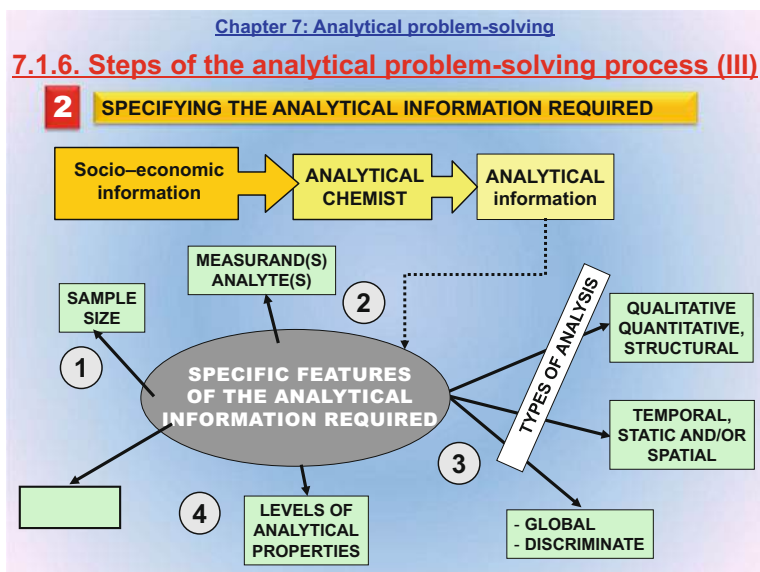 Chapter 7: Analytical problem-solving
7.1.6. Steps of the analytical problem-solving process (III)
2 SPECIFYING THE ANALYTICAL INFORMATION REQUIRED
Socio–economic
information
ANALYTICAL
CHEMIST
ANALYTICAL
information
MEASURAND(S)
ANALYTE(S)
SAMPLE
SIZE
1
2
TYPES OF ANALYSIS
QUALITATIVE
QUANTITATIVE,
STRUCTURAL
SPECIFIC FEATURES
OF THE ANALYTICAL
INFORMATION REQUIRED
TEMPORAL,
STATIC AND/OR
SPATIAL
3
4
LEVELS OF
ANALYTICAL
PROPERTIES
- GLOBAL
- DISCRIMINATE